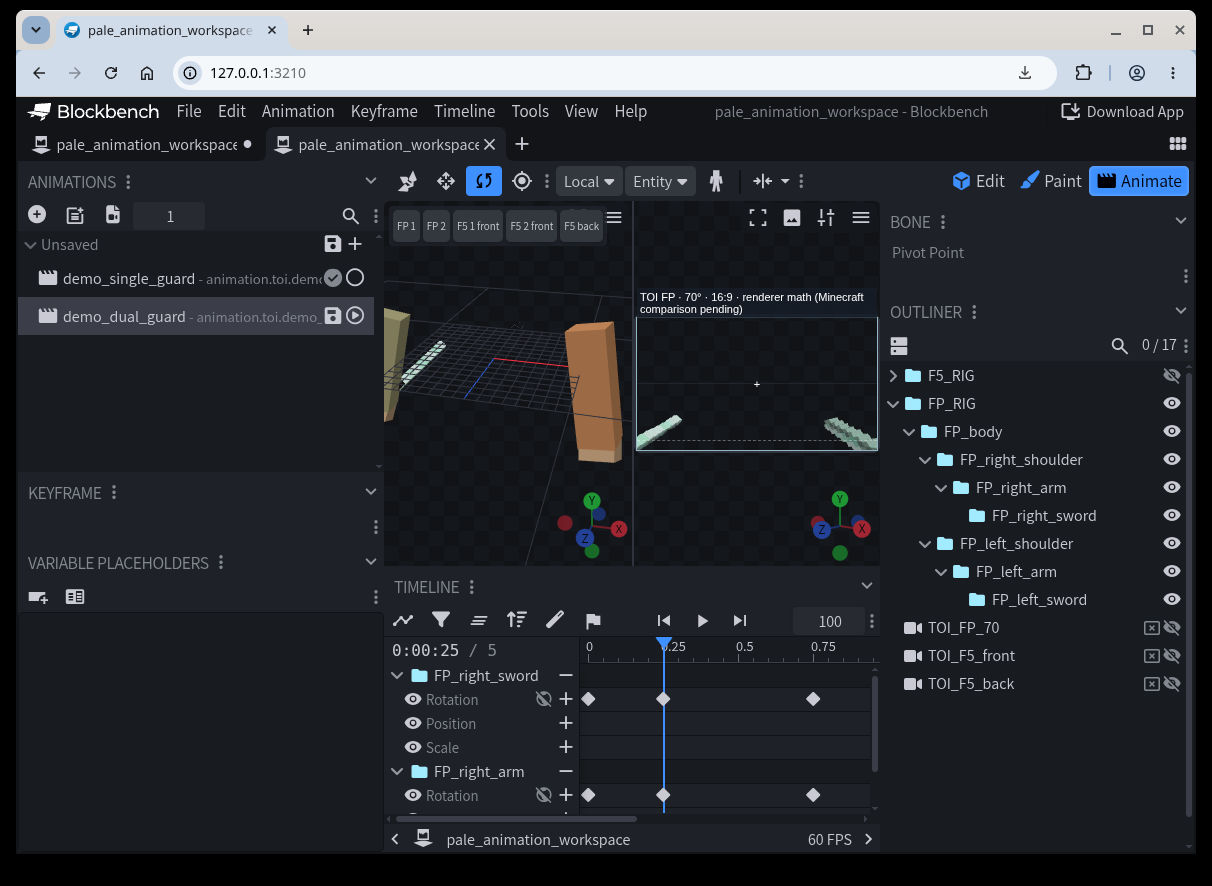 pale_animation_workspace
127.0.0.1:3210
Blockbench File Edit Animation Keyframe Timeline Tools View Help pale_animation_workspace - Blockbench Download App
pale_animation_workspace pale_animation_workspace
ANIMATIONS Local Entity Edit Paint Animate
1
FP 1 FP 2 F5 1 front F5 2 front F5 back
BONE
Pivot Point
Unsaved
demo_single_guard - animation.toi.demo
demo_dual_guard - animation.toi.demo_
TOI FP · 70° · 16:9 · renderer math (Minecraft
comparison pending)
OUTLINER
0 / 17
F5_RIG
FP_RIG
FP_body
FP_right_shoulder
FP_right_arm
FP_right_sword
FP_left_shoulder
FP_left_arm
FP_left_sword
TOI_FP_70
TOI_F5_front
TOI_F5_back
KEYFRAME
VARIABLE PLACEHOLDERS
Y X Z
Y X Z
TIMELINE
100
0:00:25 / 5 0 0.25 0.5 0.75
FP_right_sword
Rotation
Position
Scale
FP_right_arm
Rotation
pale_animation_workspace 60 FPS